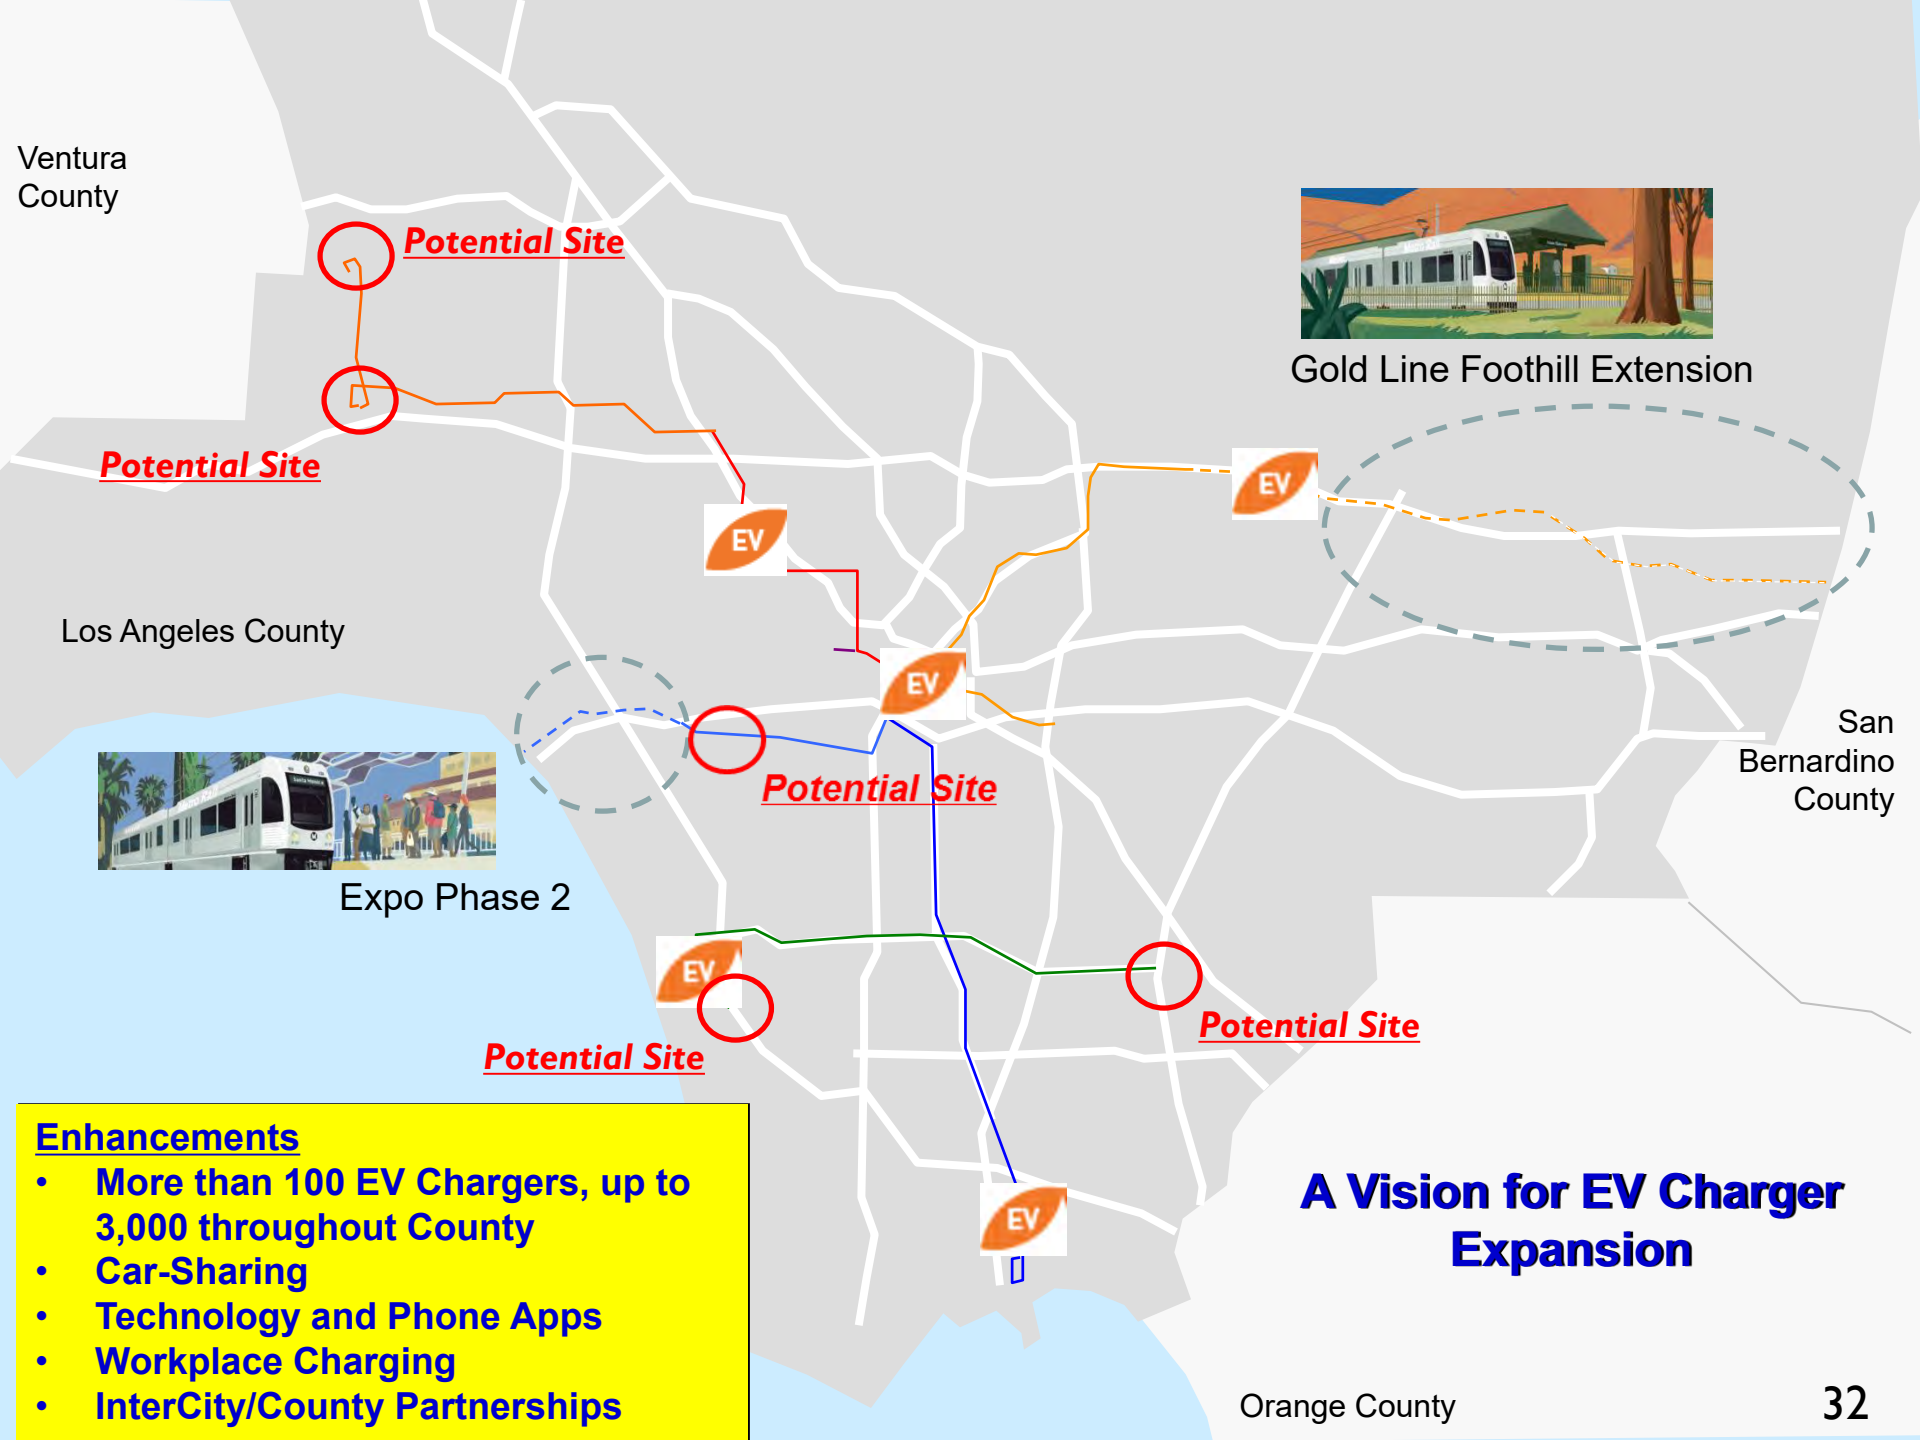 Ventura
County
Potential Site
Gold Line Foothill Extension
Potential Site
EV
EV
Los Angeles County
EV
San
Bernardino
County
Potential Site
Expo Phase 2
EV
Potential Site
Potential Site
Enhancements
• More than 100 EV Chargers, up to
3,000 throughout County
• Car-Sharing
• Technology and Phone Apps
• Workplace Charging
• InterCity/County Partnerships
EV
A Vision for EV Charger
Expansion
Orange County
32